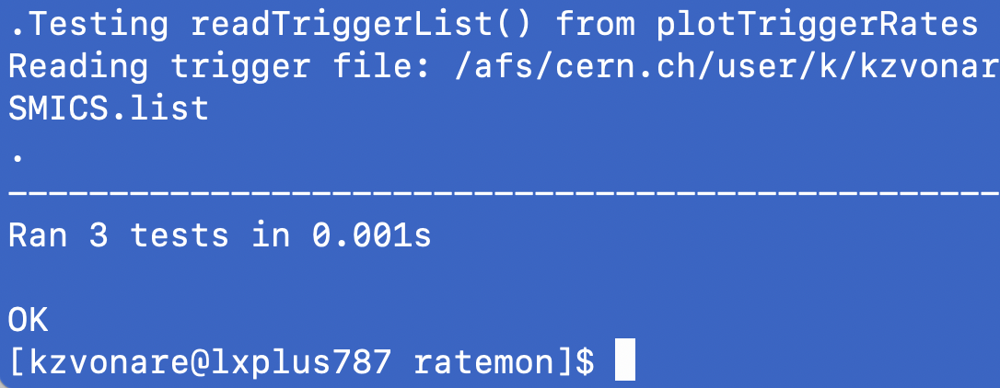 .Testing readTriggerList() from plotTriggerRates
Reading trigger file: /afs/cern.ch/user/k/kzvonar
SMICS.list
.
--------------------------------------------------
Ran 3 tests in 0.001s
OK
[kzvonare@lxplus787 ratemon]$